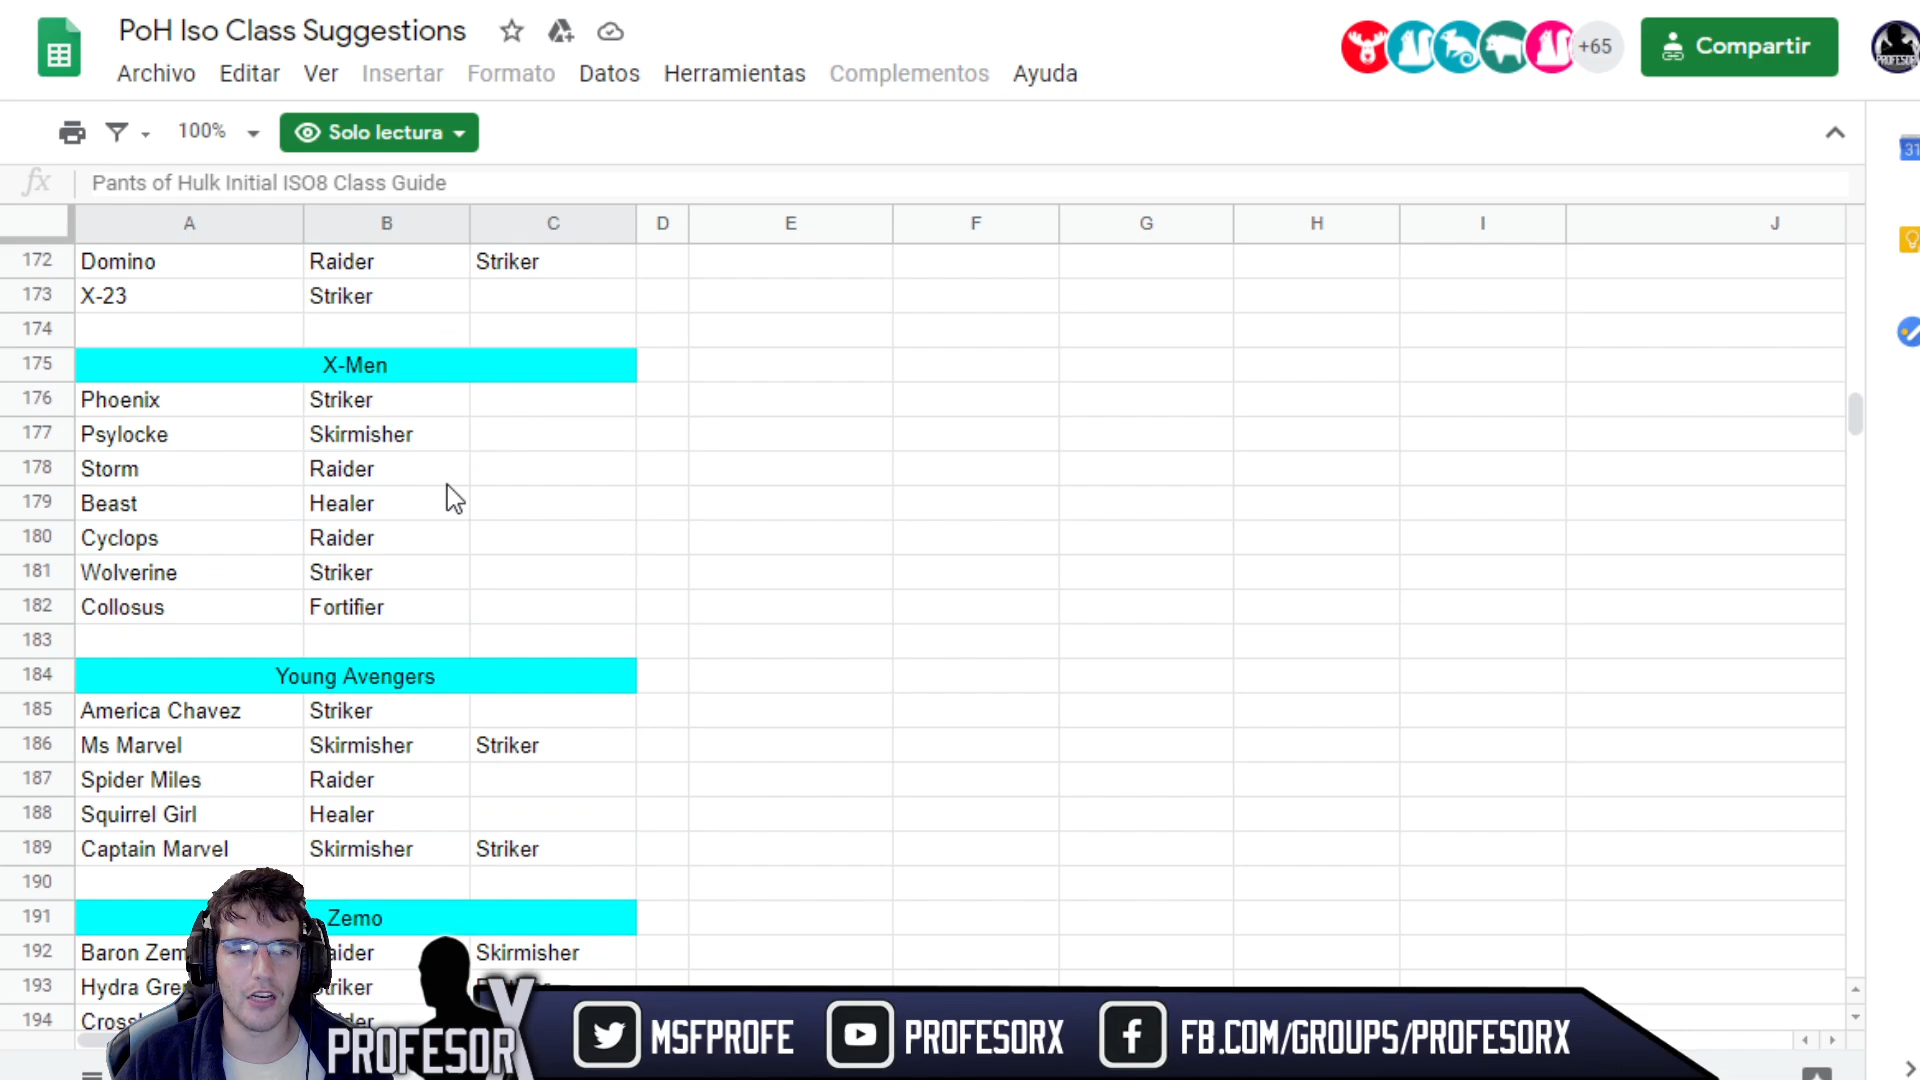 PoH Iso Class Suggestions
+65
Compartir
Archivo Editar Ver Insertar Formato Datos Herramientas Complementos Ayuda
100% Solo lectura
31
fx Pants of Hulk Initial ISO8 Class Guide
A B C D E F G H I J
172 Domino Raider Striker
173 X-23 Striker
174
175 X-Men
176 Phoenix Striker
177 Psylocke Skirmisher
178 Storm Raider
179 Beast Healer
180 Cyclops Raider
181 Wolverine Striker
182 Collosus Fortifier
183
184 Young Avengers
185 America Chavez Striker
186 Ms Marvel Skirmisher Striker
187 Spider Miles Raider
188 Squirrel Girl Healer
189 Captain Marvel Skirmisher Striker
190
191 Zemo
192 Baron Skirmisher
193 Hydra
194
PROFESORX
MSFPROFE PROFESORX FB.COM/GROUPS/PROFESORX